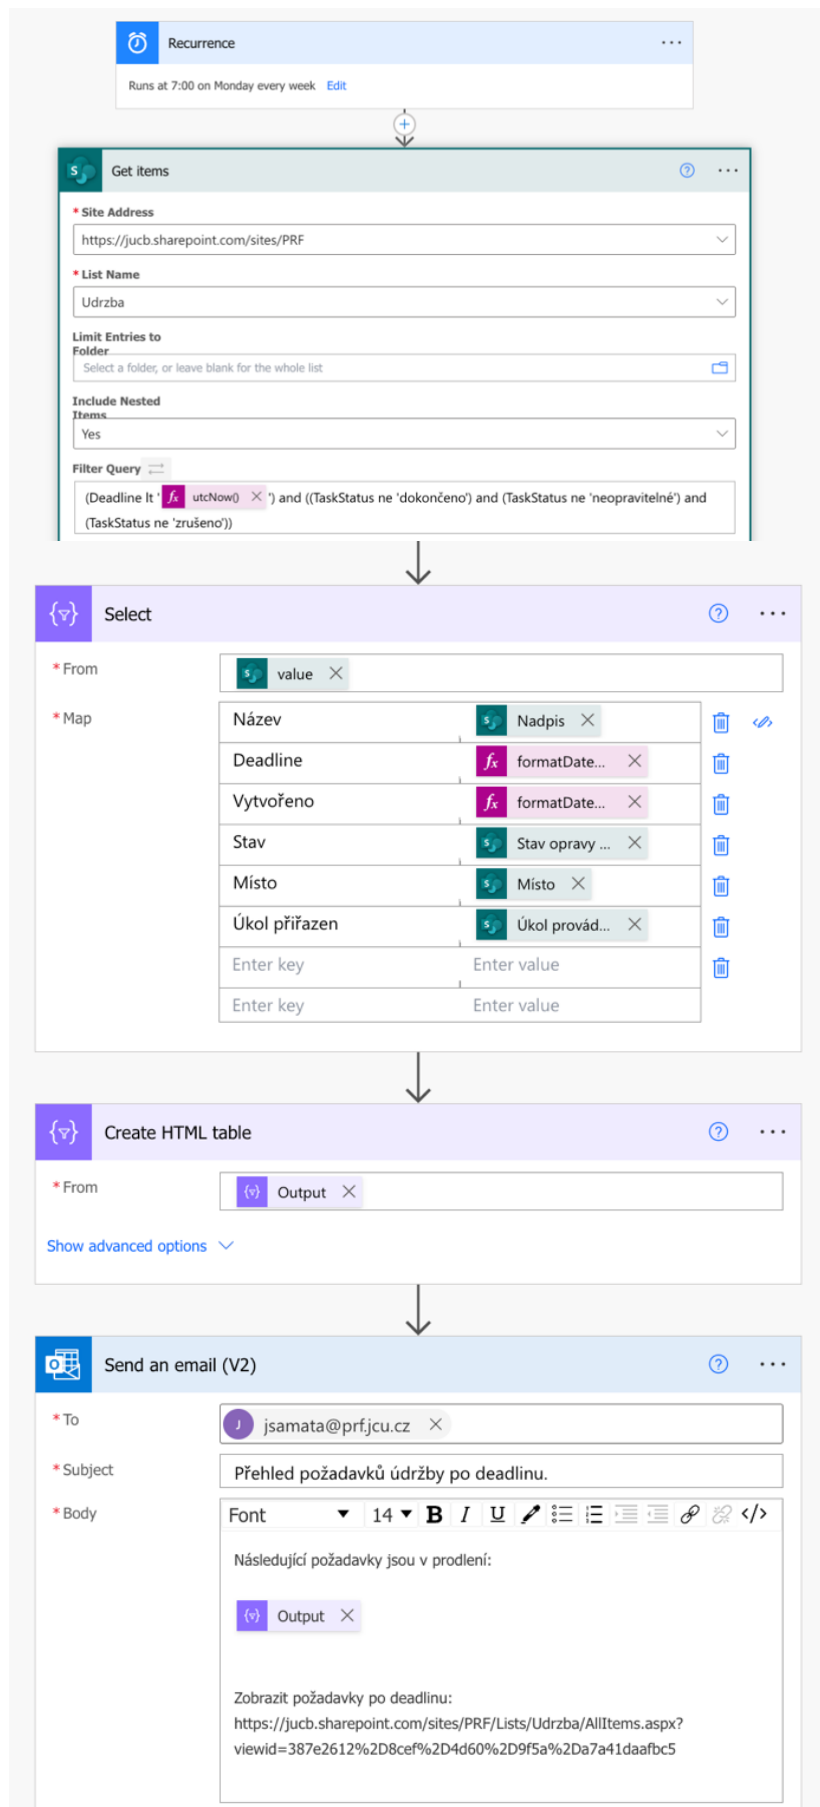 Recurrence
Runs at 7:00 on Monday every week Edit
Get items
* Site Address
https://jucb.sharepoint.com/sites/PRF
* List Name
Udrzba
Limit Entries to
Folder
Select a folder, or leave blank for the whole list
Include Nested
Items
Yes
Filter Query
(Deadline lt ' fx utcNow() ') and ((TaskStatus ne 'dokončeno') and (TaskStatus ne 'neopravitelné') and
(TaskStatus ne 'zrušeno'))
Select
* From
value
* Map
Název Nadpis
Deadline fx formatDate...
Vytvořeno fx formatDate...
Stav Stav opravy ...
Místo Místo
Úkol přiřazen Úkol provád...
Enter key Enter value
Enter key Enter value
Create HTML table
* From
Output
Show advanced options
Send an email (V2)
* To
J jsamata@prf.jcu.cz
* Subject
Přehled požadavků údržby po deadlinu.
* Body
Font 14 B I U </>
Následující požadavky jsou v prodlení:
Output
Zobrazit požadavky po deadlinu:
https://jucb.sharepoint.com/sites/PRF/Lists/Udrzba/AllItems.aspx?
viewid=387e2612%2D8cef%2D4d60%2D9f5a%2Da7a41daafbc5